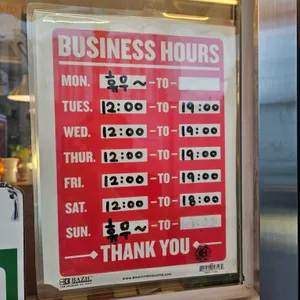 BUSINESS HOURS
MON. 휴무~ -TO-
TUES. 12:00 -TO- 19:00
WED. 12:00 -TO- 19:00
THUR. 12:00 -TO- 19:00
FRI. 12:00 -TO- 19:00
SAT. 12:00 -TO- 18:00
SUN. 휴무~ -TO-
THANK YOU
BAZIC